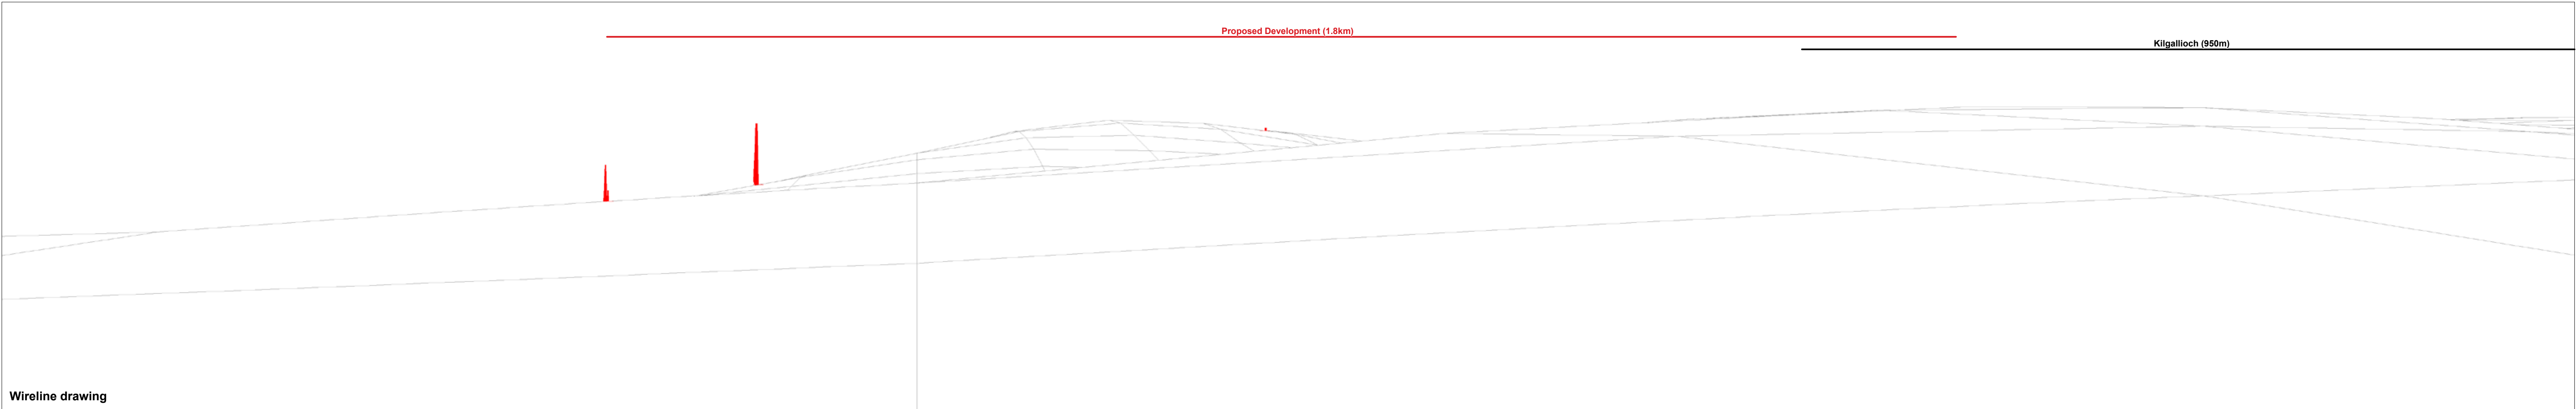 Proposed Development (1.8km)
Kilgallioch (950m)
Wireline drawing